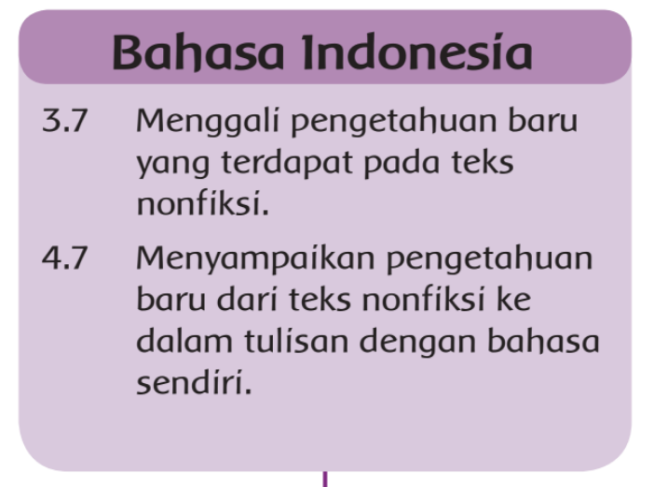 Bahasa Indonesia
3.7 Menggali pengetahuan baru
yang terdapat pada teks
nonfiksi.
4.7 Menyampaikan pengetahuan
baru dari teks nonfiksi ke
dalam tulisan dengan bahasa
sendiri.